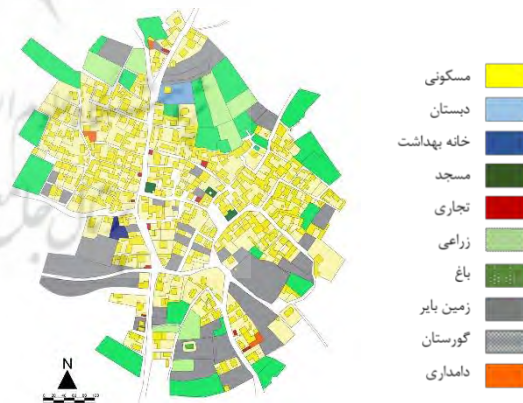 مسکونی
دبستان
خانه بهداشت
مسجد
تجاری
زراعی
باغ
زمین بایر
گورستان
دامداری
N